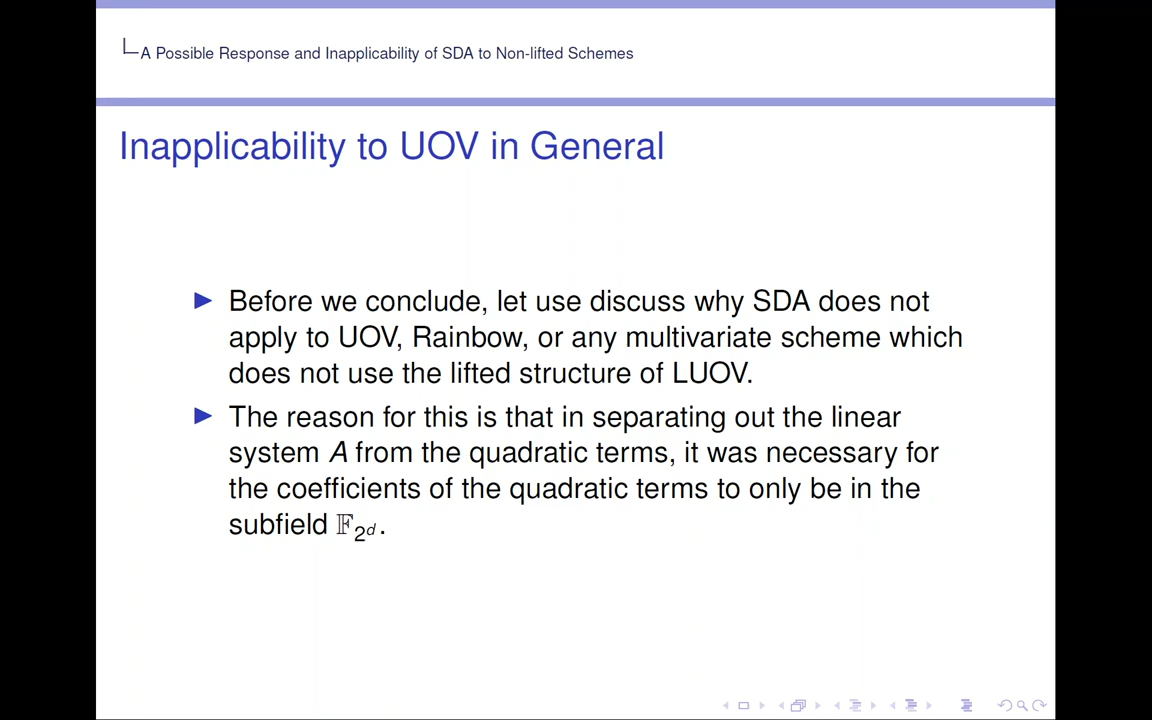 A Possible Response and Inapplicability of SDA to Non-lifted Schemes
Inapplicability to UOV in General
Before we conclude, let use discuss why SDA does not
apply to UOV, Rainbow, or any multivariate scheme which
does not use the lifted structure of LUOV.
The reason for this is that in separating out the linear
system A from the quadratic terms, it was necessary for
the coefficients of the quadratic terms to only be in the
subfield 𝔽_{2^d}.